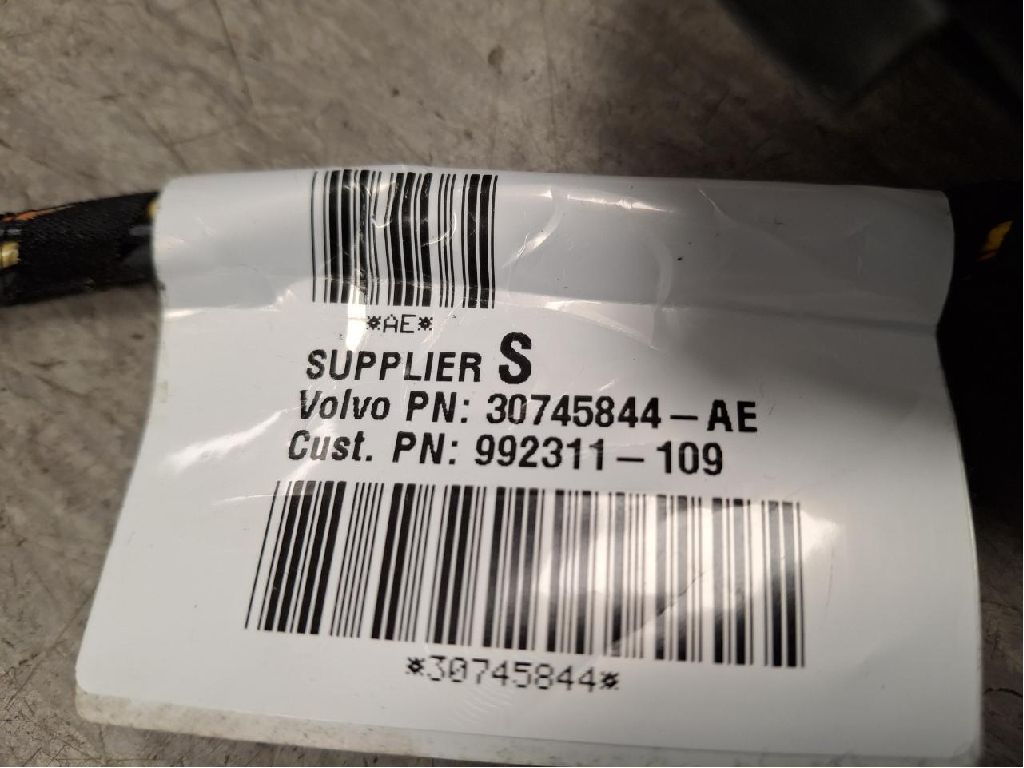 *AE*
SUPPLIER S
Volvo PN: 30745844-AE
Cust. PN: 992311-109
*30745844*